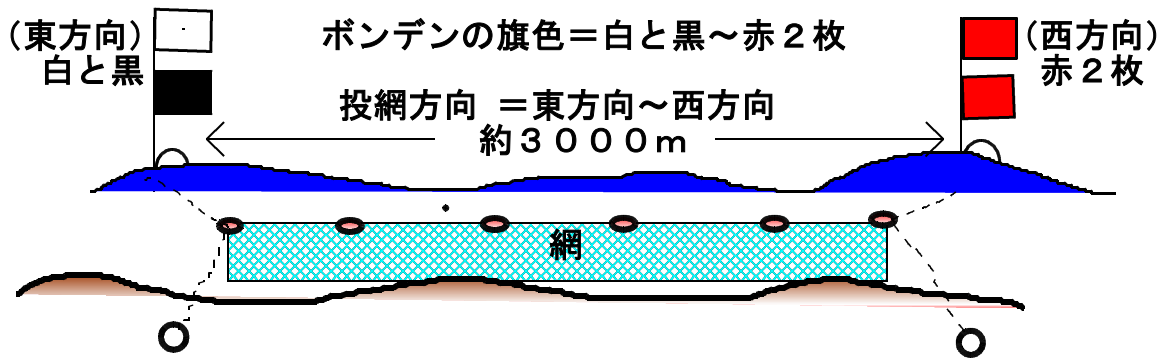 (東方向)
白と黒
ボンデンの旗色=白と黒~赤2枚
(西方向)
赤2枚
投網方向 =東方向~西方向
約3000m
網